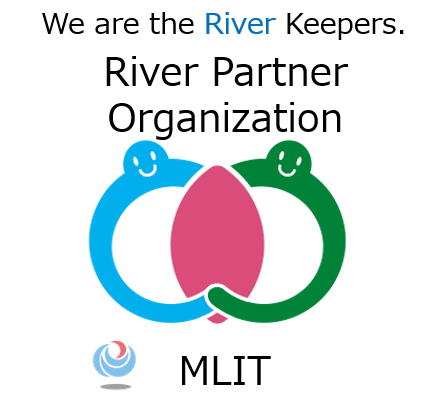 We are the River Keepers.
River Partner
Organization
MLIT